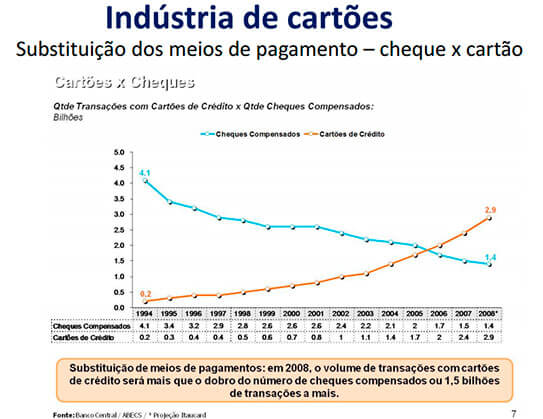 Indústria de cartões
Substituição dos meios de pagamento – cheque x cartão
Cartões x Cheques
Qtde Transações com Cartões de Crédito x Qtde Cheques Compensados:
Bilhões
Cheques Compensados Cartões de Crédito
5.0
4.5
4.0
3.5
3.0
2.5
2.0
1.5
1.0
0.5
0.0
4.1
0.2
2.9
1.4
1994 1995 1996 1997 1998 1999 2000 2001 2002 2003 2004 2005 2006 2007 2008*
Cheques Compensados 4.1 3.4 3.2 2.9 2.8 2.6 2.6 2.6 2.4 2.2 2.1 2 1.7 1.5 1.4
Cartões de Crédito 0.2 0.3 0.4 0.4 0.5 0.6 0.7 0.8 1 1.1 1.4 1.7 2 2.4 2.9
Substituição de meios de pagamentos: em 2008, o volume de transações com cartões
de crédito será mais que o dobro do número de cheques compensados ou 1,5 bilhões
de transações a mais.
Fonte: Banco Central / ABECS / * Projeção Itaucard
7